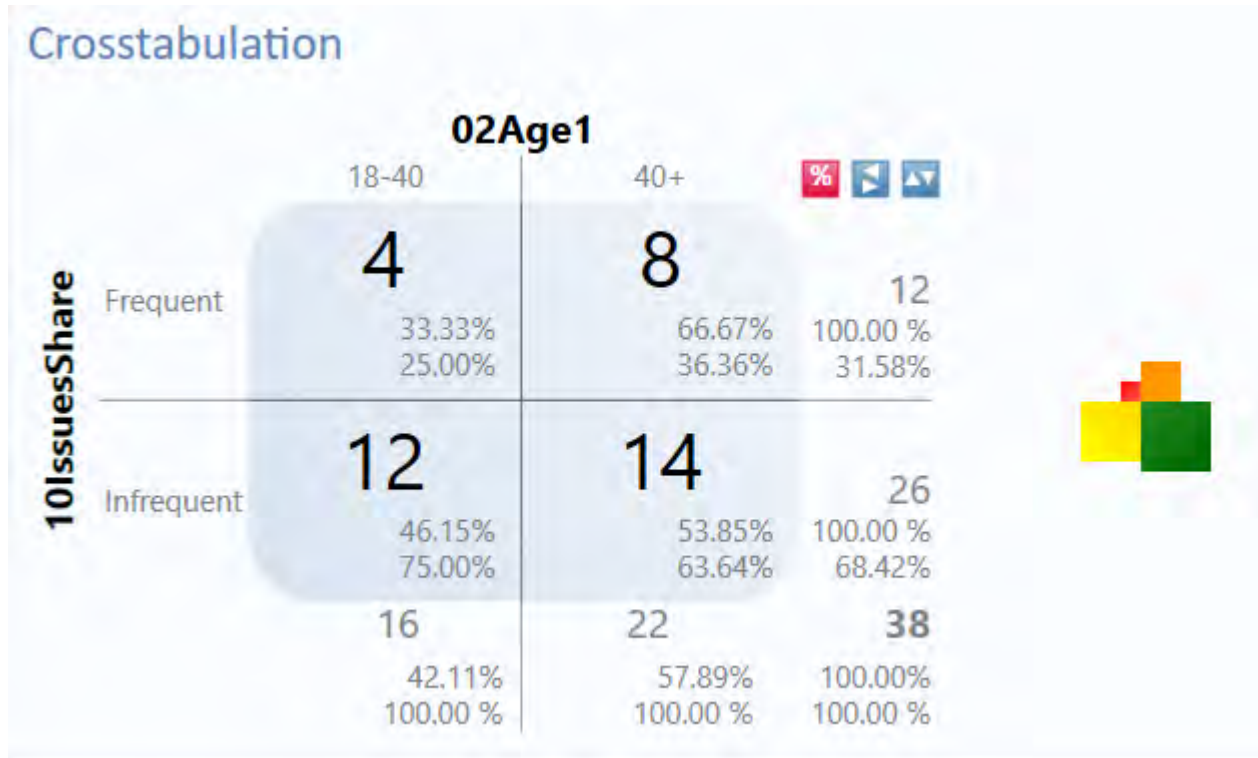 Crosstabulation
02Age1
18-40 40+ %
10IssuesShare
Frequent
4 8 12
33.33% 66.67% 100.00 %
25.00% 36.36% 31.58%
Infrequent
12 14 26
46.15% 53.85% 100.00 %
75.00% 63.64% 68.42%
16 22 38
42.11% 57.89% 100.00%
100.00 % 100.00 % 100.00 %